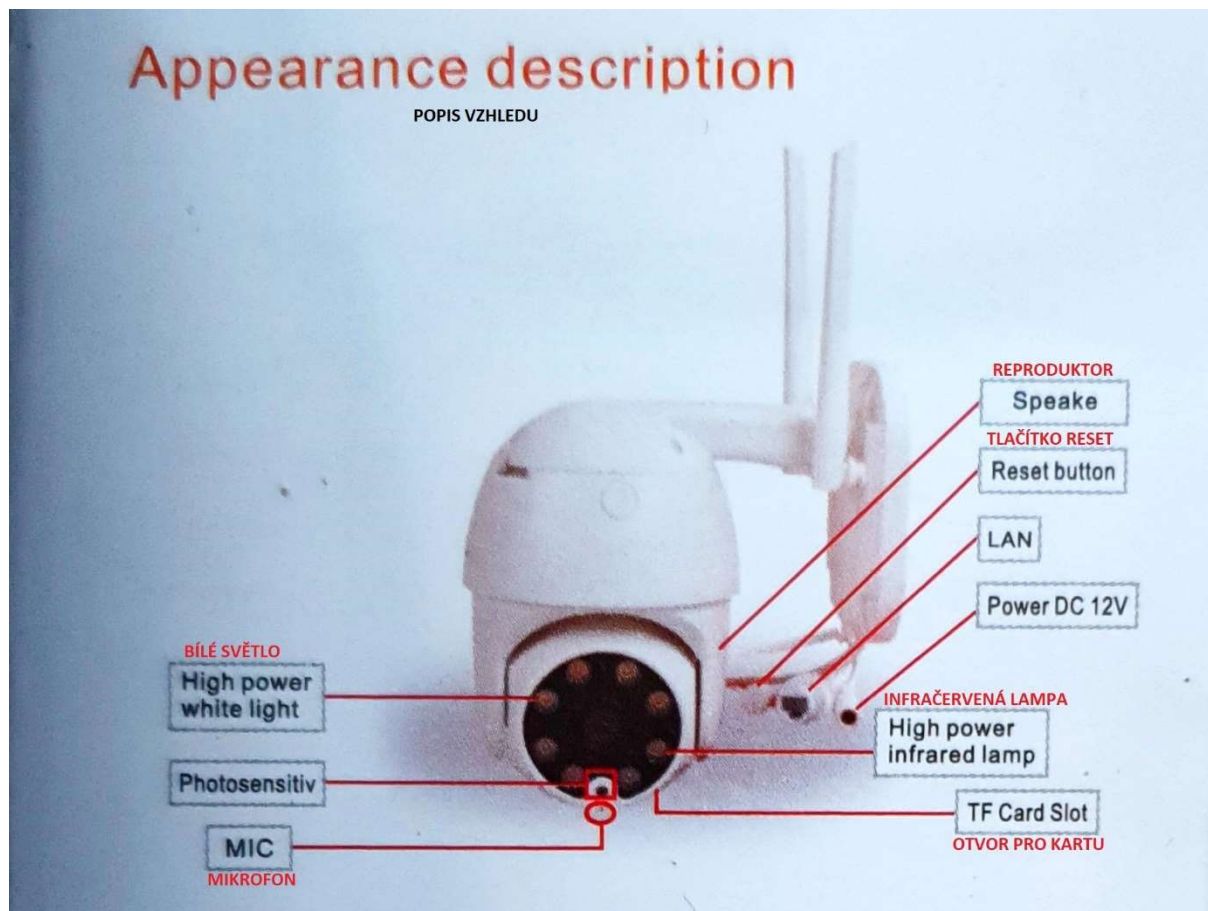 Appearance description
POPIS VZHLEDU
REPRODUKTOR
Speake
TLAČÍTKO RESET
Reset button
LAN
Power DC 12V
BÍLÉ SVĚTLO
High power
white light
INFRAČERVENÁ LAMPA
High power
infrared lamp
Photosensitiv
TF Card Slot
OTVOR PRO KARTU
MIC
MIKROFON